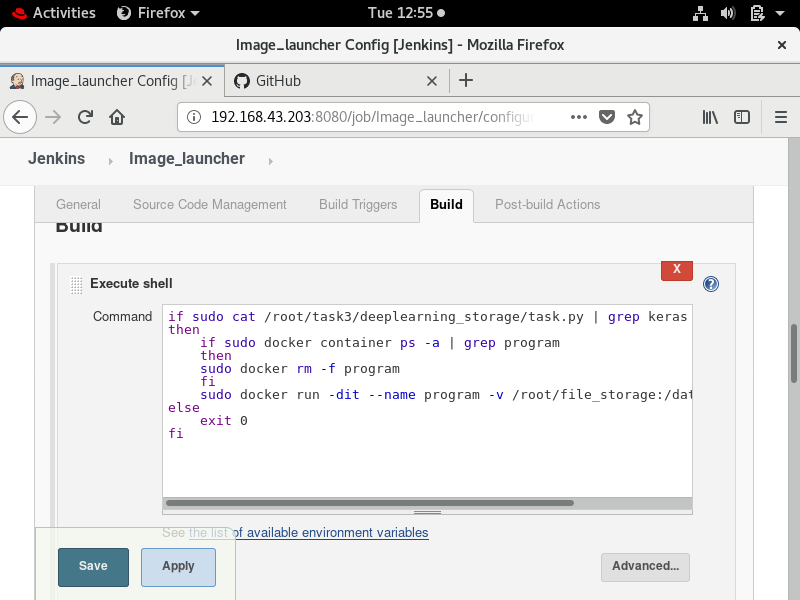 Activities Firefox Tue 12:55
Image_launcher Config [Jenkins] - Mozilla Firefox ×
Image_launcher Config [J × GitHub × +
192.168.43.203:8080/job/Image_launcher/configu
Jenkins Image_launcher
General Source Code Management Build Triggers Build Post-build Actions
Build
X
Execute shell ?
Command
if sudo cat /root/task3/deeplearning_storage/task.py | grep keras
then
if sudo docker container ps -a | grep program
then
sudo docker rm -f program
fi
sudo docker run -dit --name program -v /root/file_storage:/dat
else
exit 0
fi
See the list of available environment variables
Save Apply Advanced...